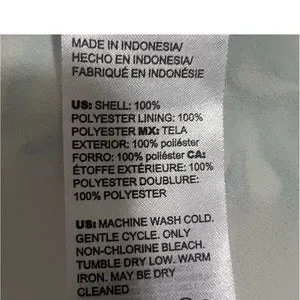 MADE IN INDONESIA/
HECHO EN INDONESIA/
FABRIQUÉ EN INDONÉSIE
US: SHELL: 100%
POLYESTER LINING: 100%
POLYESTER MX: TELA
EXTERIOR: 100% poliéster
FORRO: 100% poliéster CA:
ÉTOFFE EXTÉRIEURE: 100%
POLYESTER DOUBLURE:
100% POLYESTER
US: MACHINE WASH COLD.
GENTLE CYCLE. ONLY
NON-CHLORINE BLEACH.
TUMBLE DRY LOW. WARM
IRON. MAY BE DRY
CLEANED